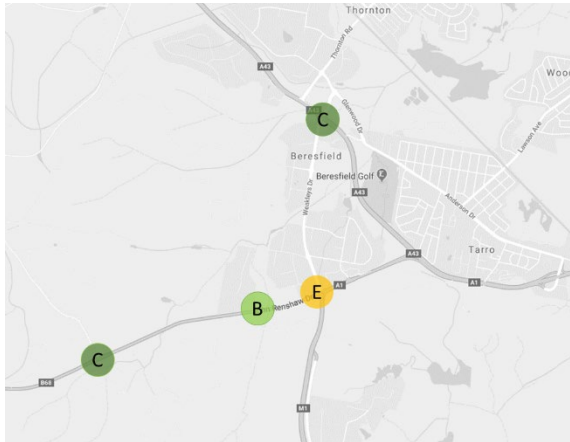 Thornton
Thornton Rd
A43
Woo
C
Glenwood Dr
Lawson Ave
Beresfield
Beresfield Golf
Weakleys Dr
A43
Anderson Dr
Tarro
A43
A1
A1
E
B
Renshaw
C
B68
M1